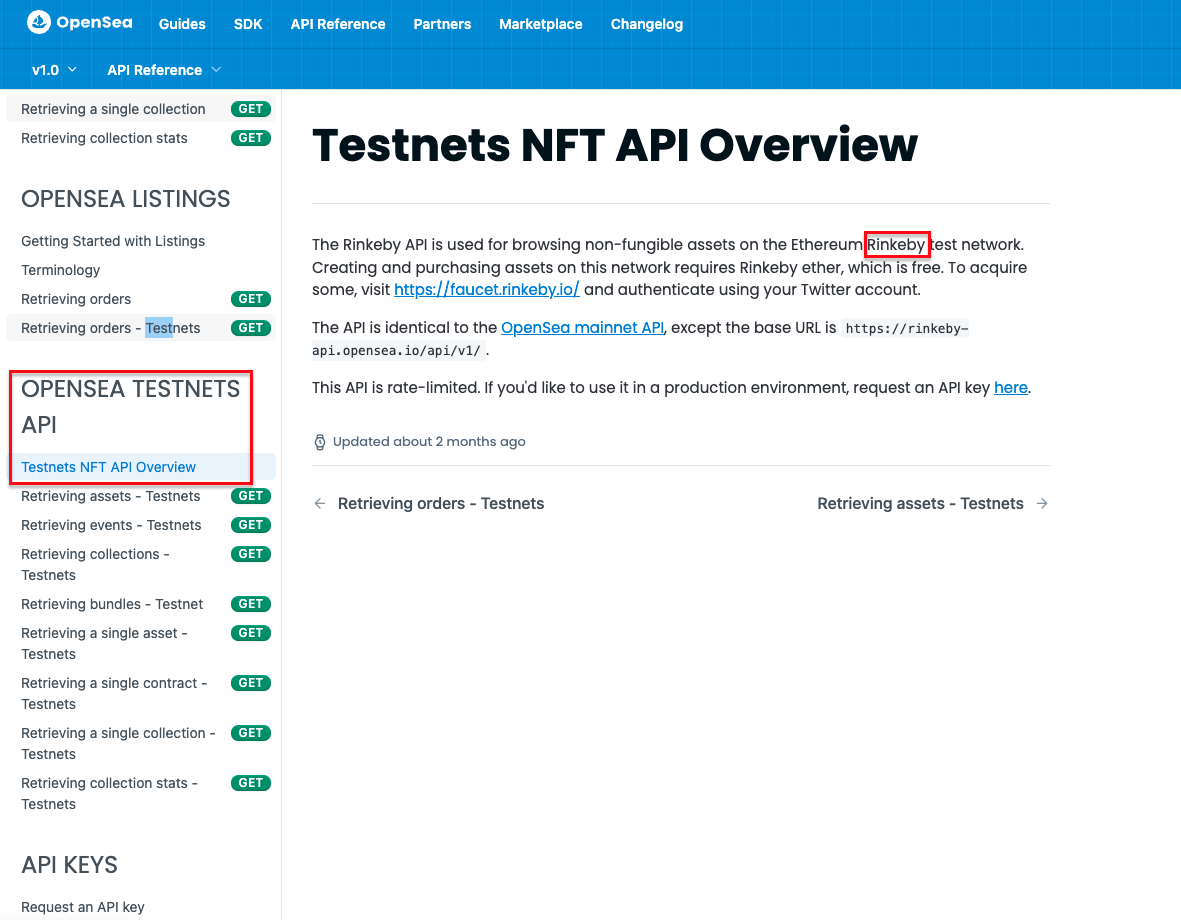 OpenSea Guides SDK API Reference Partners Marketplace Changelog
v1.0 API Reference
Retrieving a single collection GET
Retrieving collection stats GET
OPENSEA LISTINGS
Getting Started with Listings
Terminology
Retrieving orders GET
Retrieving orders - Testnets GET
OPENSEA TESTNETS
API
Testnets NFT API Overview
Retrieving assets - Testnets GET
Retrieving events - Testnets GET
Retrieving collections - GET
Testnets
Retrieving bundles - Testnet GET
Retrieving a single asset - GET
Testnets
Retrieving a single contract - GET
Testnets
Retrieving a single collection - GET
Testnets
Retrieving collection stats - GET
Testnets
API KEYS
Request an API key
Testnets NFT API Overview
The Rinkeby API is used for browsing non-fungible assets on the Ethereum Rinkeby test network.
Creating and purchasing assets on this network requires Rinkeby ether, which is free. To acquire
some, visit https://faucet.rinkeby.io/ and authenticate using your Twitter account.
The API is identical to the OpenSea mainnet API, except the base URL is https://rinkeby-
api.opensea.io/api/v1/ .
This API is rate-limited. If you'd like to use it in a production environment, request an API key here.
Updated about 2 months ago
← Retrieving orders - Testnets Retrieving assets - Testnets →